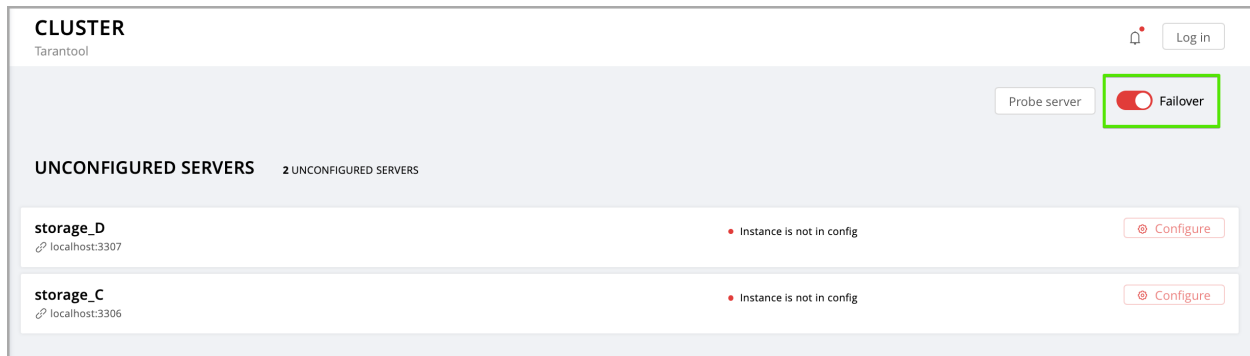 CLUSTER
Tarantool
Log in
Probe server
Failover
UNCONFIGURED SERVERS 2 UNCONFIGURED SERVERS
storage_D
localhost:3307
Instance is not in config
Configure
storage_C
localhost:3306
Instance is not in config
Configure